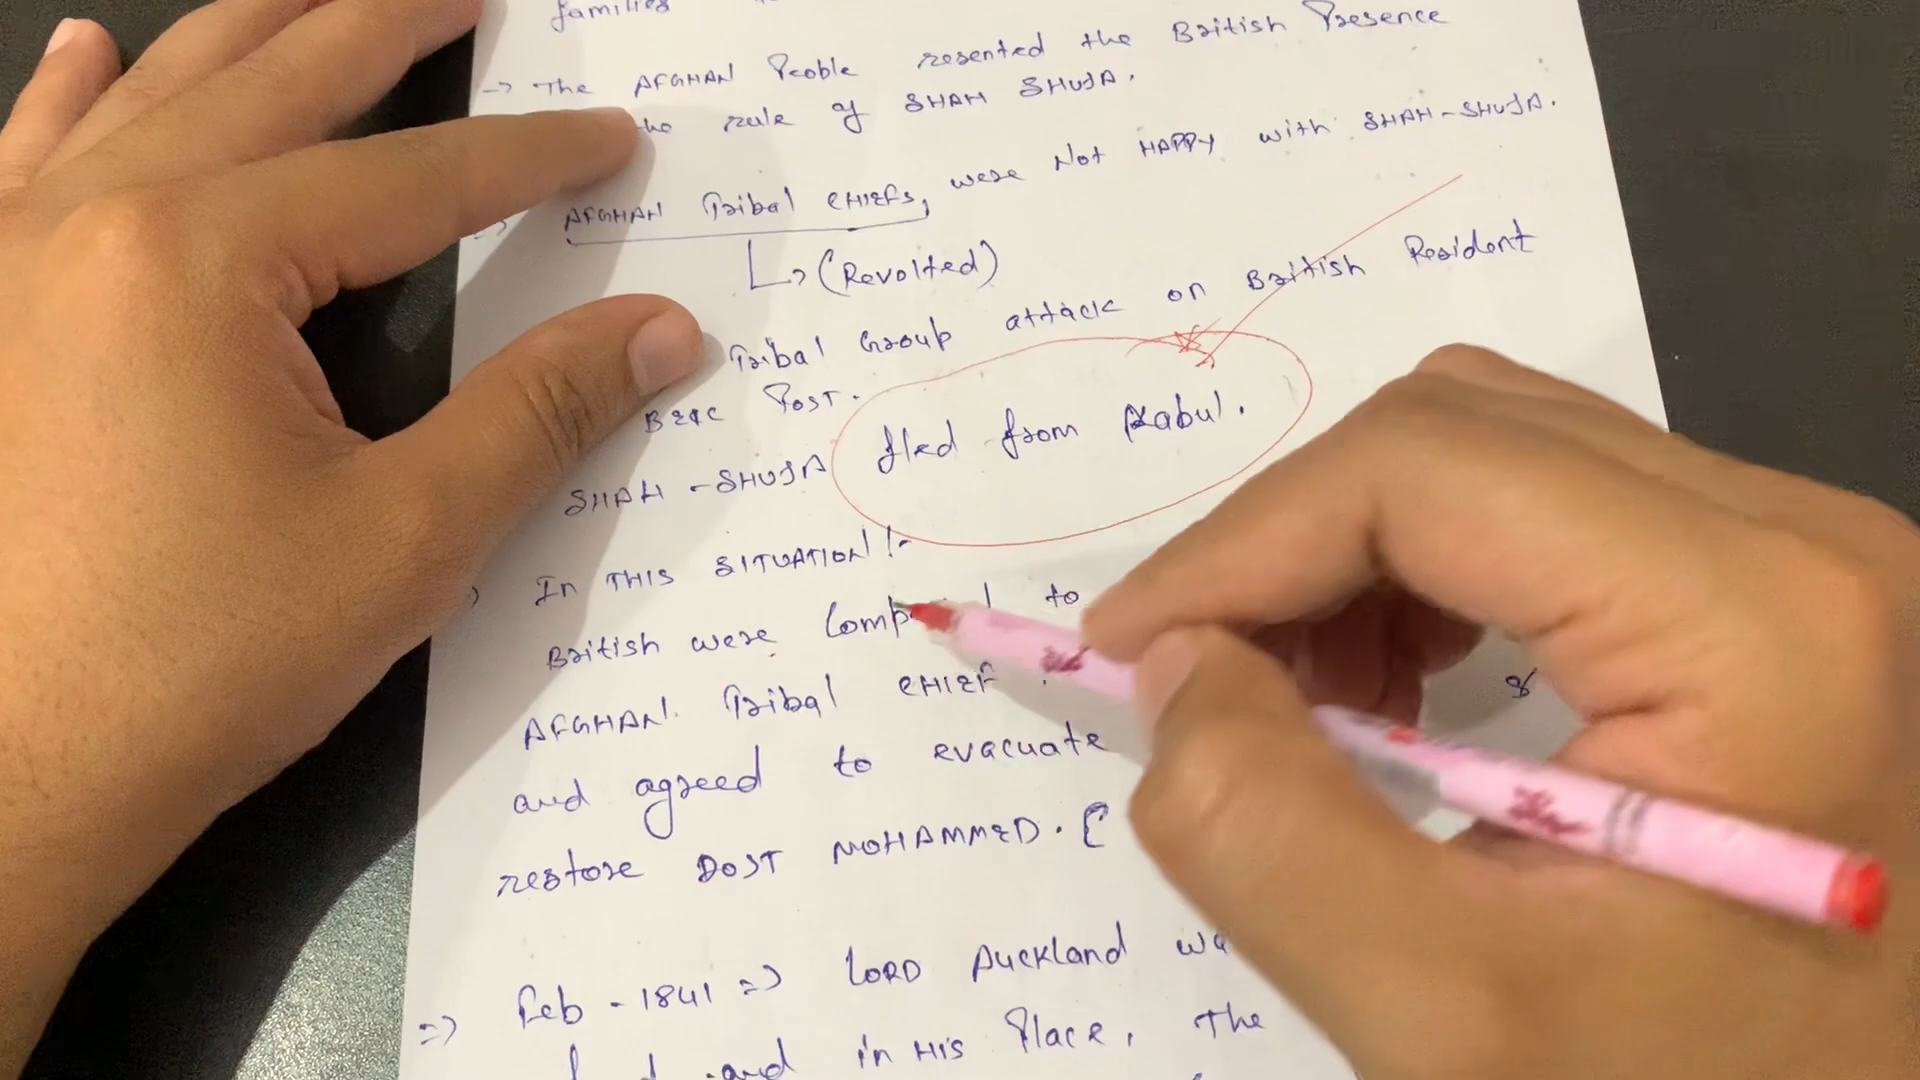 families
→ The AFGHAN People resented the British Presence
the rule of SHAH SHUJA.
AFGHAN Tribal CHIEFS, were Not HAPPY with SHAH-SHUJA.
↳ (Revolted)
Tribal Group attack on British Resident
Post.
SHAH-SHUJA fled from Kabul.
In THIS SITUATION!-
British were to
AFGHAN Tribal CHIEF. &
and agreed to evacuate
restore DOST MOHAMMED. [
=> Feb - 1841 => LORD Auckland
and in His Place, The